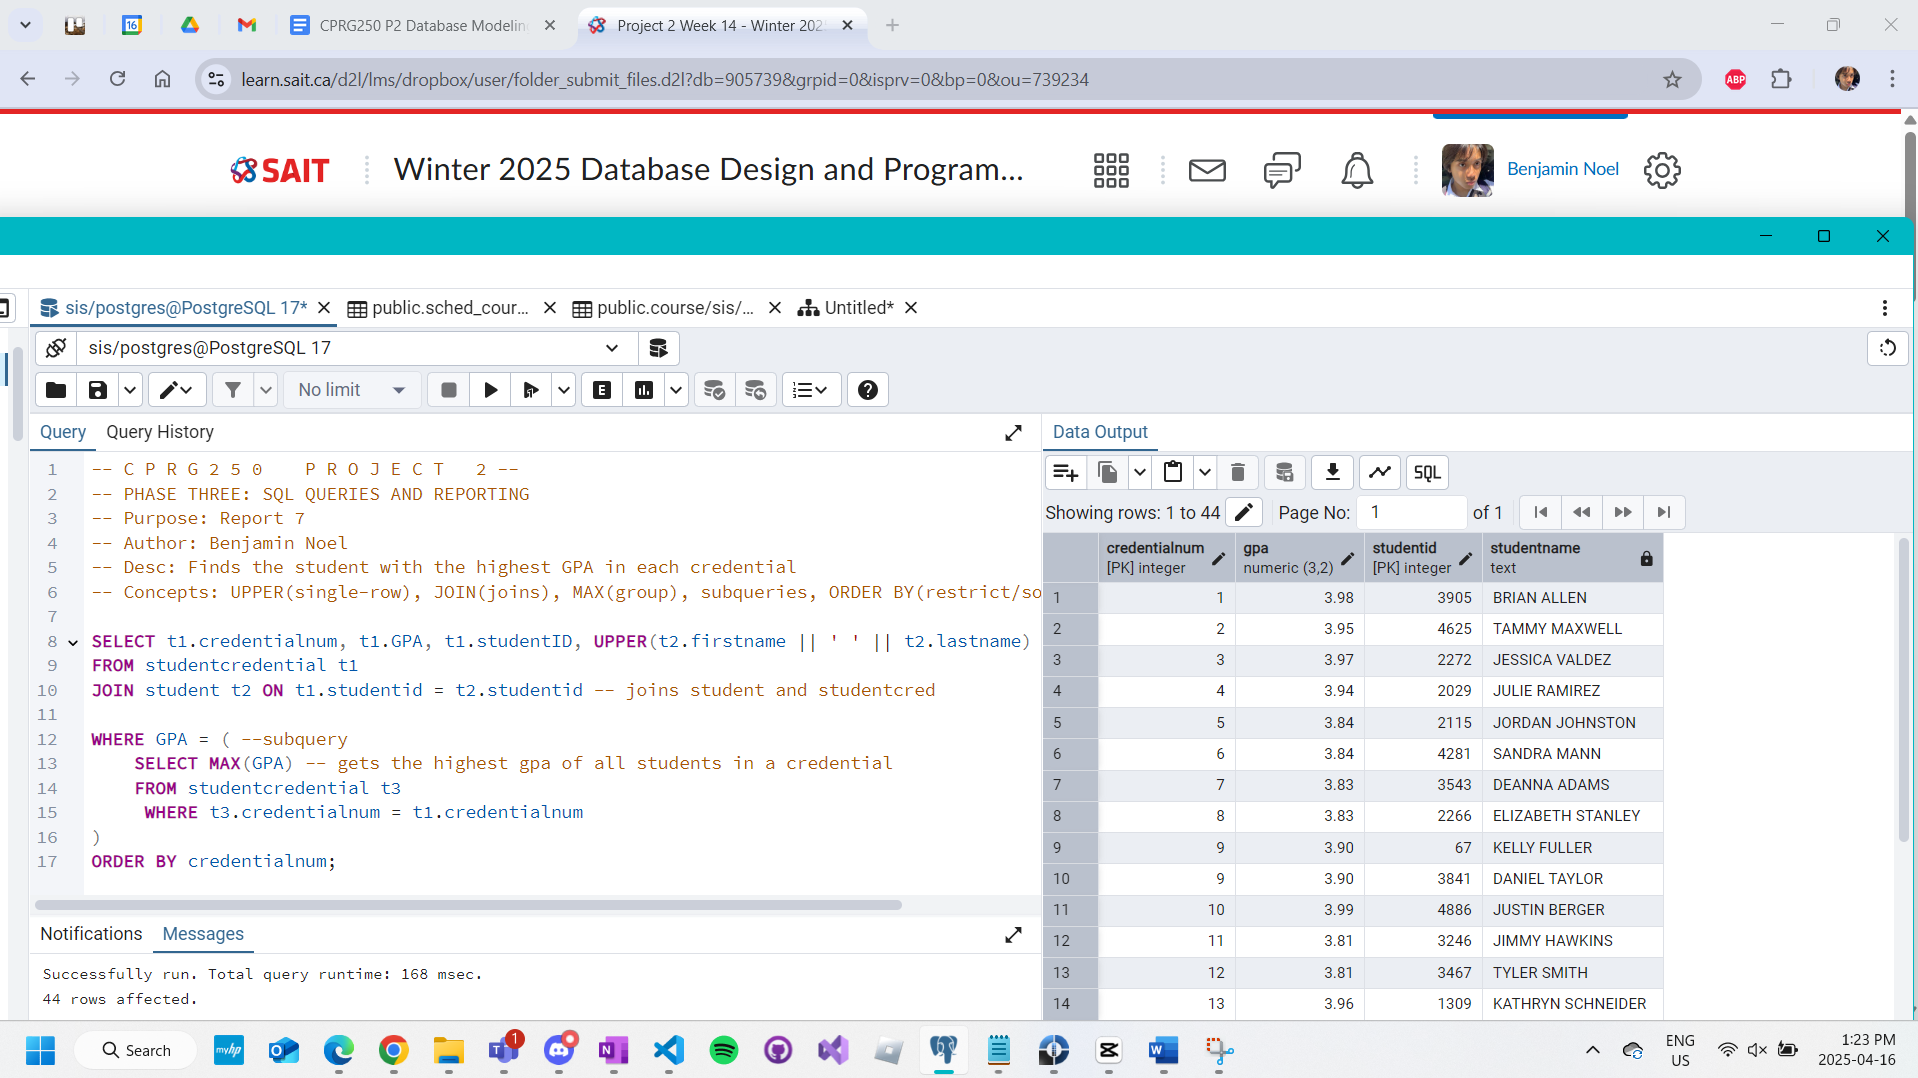 16
CPRG250 P2 Database Modelin
Project 2 Week 14 - Winter 202
learn.sait.ca/d2l/lms/dropbox/user/folder_submit_files.d2l?db=905739&grpid=0&isprv=0&bp=0&ou=739234
ABP
SAIT
Winter 2025 Database Design and Program...
Benjamin Noel
sis/postgres@PostgreSQL 17*
public.sched_cour...
public.course/sis/...
Untitled*
sis/postgres@PostgreSQL 17
No limit
E
Query
Query History
1 -- C P R G 2 5 0    P R O J E C T   2 --
2 -- PHASE THREE: SQL QUERIES AND REPORTING
3 -- Purpose: Report 7
4 -- Author: Benjamin Noel
5 -- Desc: Finds the student with the highest GPA in each credential
6 -- Concepts: UPPER(single-row), JOIN(joins), MAX(group), subqueries, ORDER BY(restrict/so
7
8 SELECT t1.credentialnum, t1.GPA, t1.studentID, UPPER(t2.firstname || ' ' || t2.lastname)
9 FROM studentcredential t1
10 JOIN student t2 ON t1.studentid = t2.studentid -- joins student and studentcred
11
12 WHERE GPA = ( --subquery
13 SELECT MAX(GPA) -- gets the highest gpa of all students in a credential
14 FROM studentcredential t3
15 WHERE t3.credentialnum = t1.credentialnum
16 )
17 ORDER BY credentialnum;
Notifications
Messages
Successfully run. Total query runtime: 168 msec.
44 rows affected.
Data Output
SQL
Showing rows: 1 to 44
Page No: 1 of 1
credentialnum gpa studentid studentname
[PK] integer numeric (3,2) [PK] integer text
1 1 3.98 3905 BRIAN ALLEN
2 2 3.95 4625 TAMMY MAXWELL
3 3 3.97 2272 JESSICA VALDEZ
4 4 3.94 2029 JULIE RAMIREZ
5 5 3.84 2115 JORDAN JOHNSTON
6 6 3.84 4281 SANDRA MANN
7 7 3.83 3543 DEANNA ADAMS
8 8 3.83 2266 ELIZABETH STANLEY
9 9 3.90 67 KELLY FULLER
10 9 3.90 3841 DANIEL TAYLOR
11 10 3.99 4886 JUSTIN BERGER
12 11 3.81 3246 JIMMY HAWKINS
13 12 3.81 3467 TYLER SMITH
14 13 3.96 1309 KATHRYN SCHNEIDER
Search
myhp
1
ENG
US
1:23 PM
2025-04-16